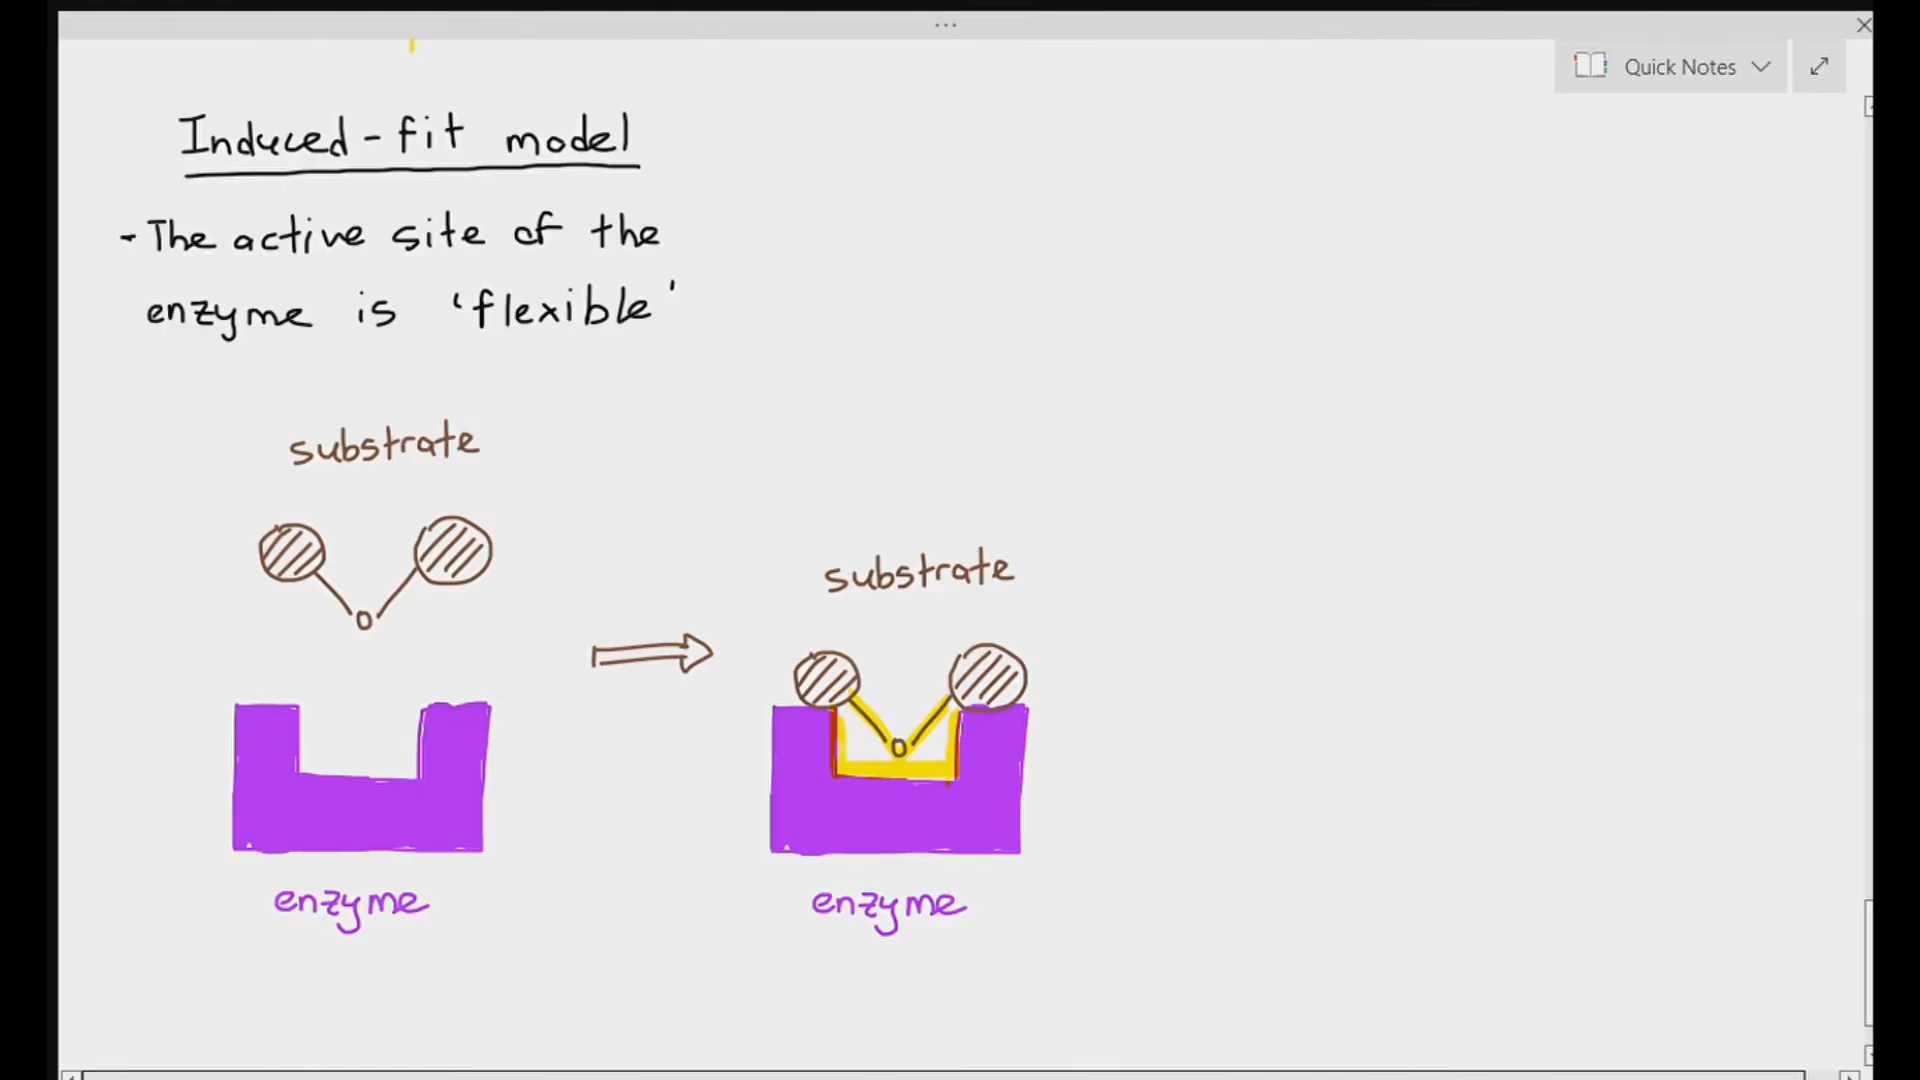 ...
Quick Notes
Induced-fit model
- The active site of the
enzyme is 'flexible'
substrate
o
substrate
o
enzyme
enzyme